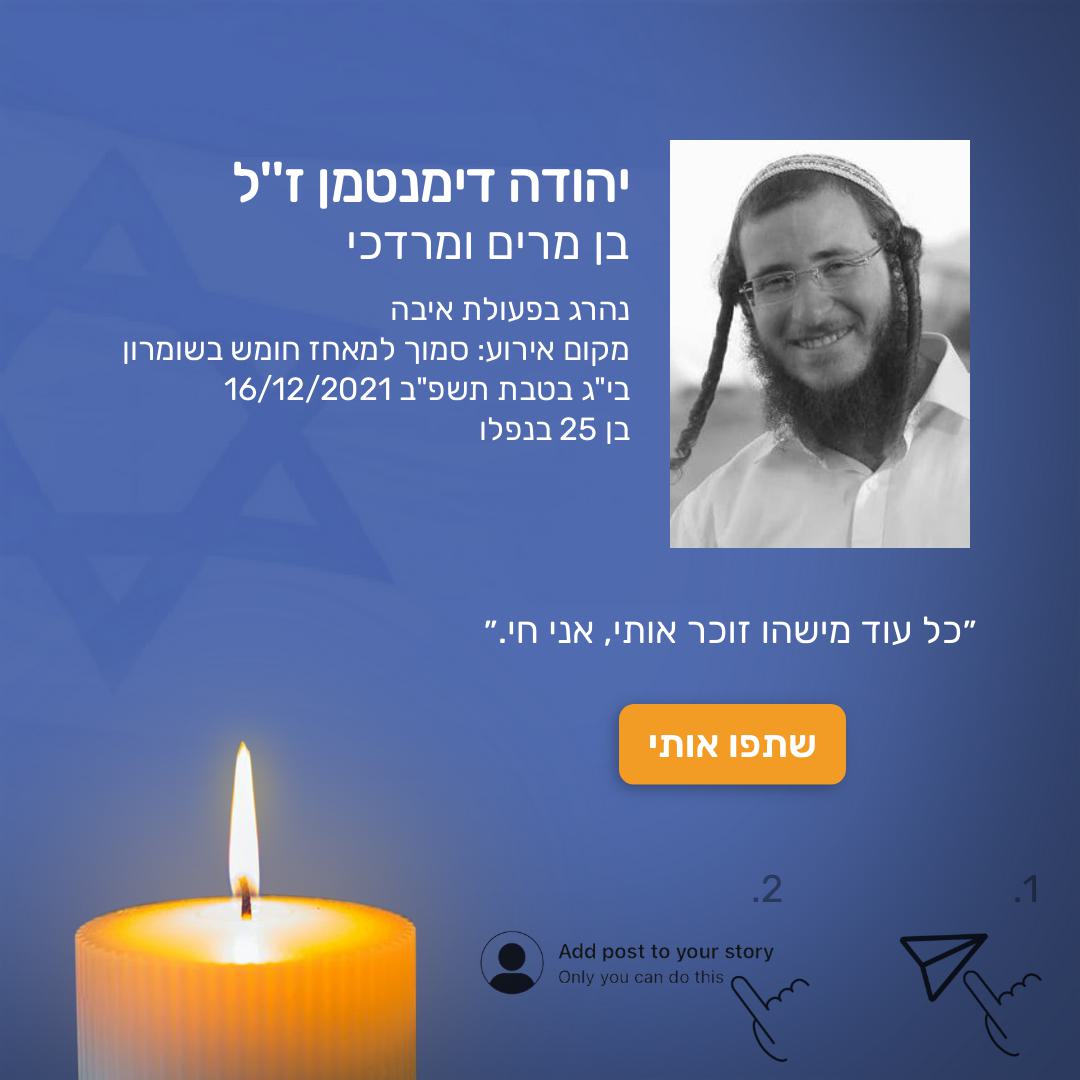 יהודה דימנטמן ז"ל
בן מרים ומרדכי
נהרג בפעולת איבה
מקום אירוע: סמוך למאחז חומש בשומרון
בי"ג בטבת תשפ"ב 16/12/2021
בן 25 בנפלו
״כל עוד מישהו זוכר אותי, אני חי.״
שתפו אותי
1.
2.
Add post to your story
Only you can do this